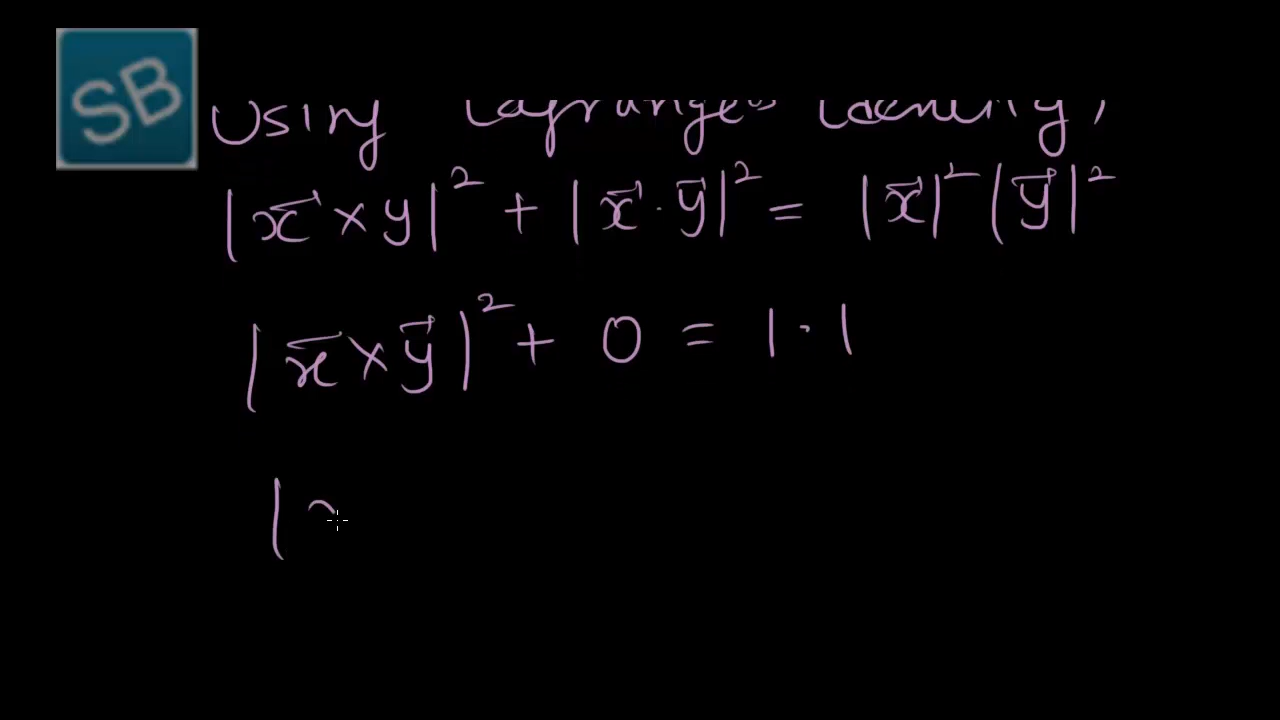 SB
Using Lagrange's identity,
|x⃗ × y|² + |x⃗ · y⃗|² = |x⃗|² |y⃗|²
|x⃗ × y⃗|² + 0 = 1 · 1
|